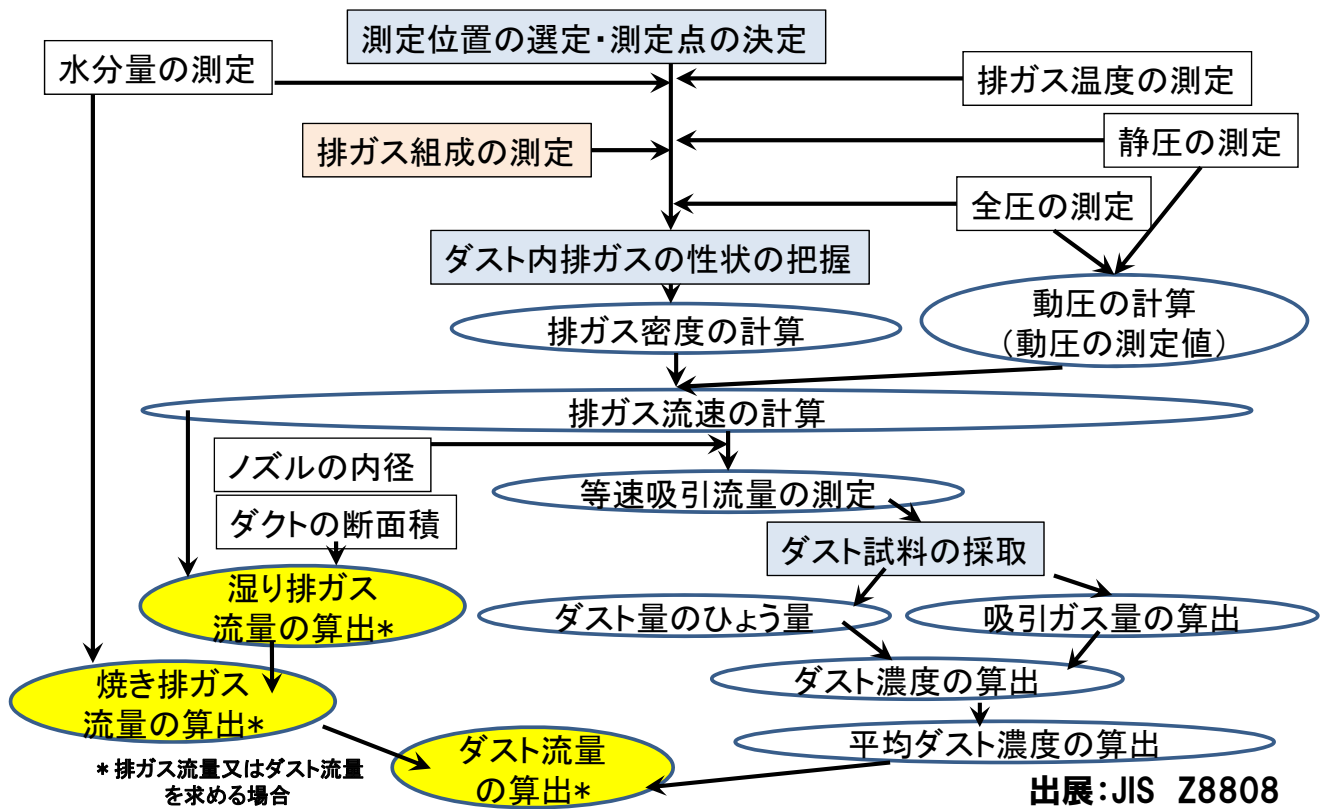 測定位置の選定・測定点の決定
水分量の測定
排ガス温度の測定
排ガス組成の測定
静圧の測定
全圧の測定
ダスト内排ガスの性状の把握
動圧の計算
（動圧の測定値）
排ガス密度の計算
排ガス流速の計算
ノズルの内径
等速吸引流量の測定
ダクトの断面積
ダスト試料の採取
湿り排ガス
流量の算出*
ダスト量のひょう量
吸引ガス量の算出
焼き排ガス
流量の算出*
ダスト濃度の算出
ダスト流量
の算出*
平均ダスト濃度の算出
*排ガス流量又はダスト流量
を求める場合
出展：JIS Z8808